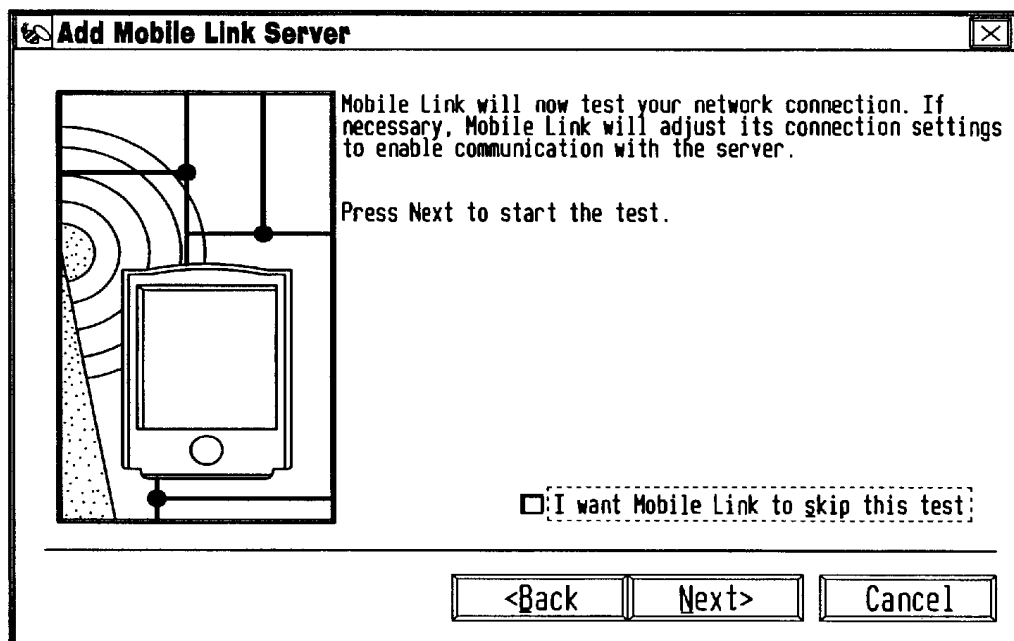 Add Mobile Link Server
Mobile Link will now test your network connection. If
necessary, Mobile Link will adjust its connection settings
to enable communication with the server.
Press Next to start the test.
I want Mobile Link to skip this test
<Back Next> Cancel